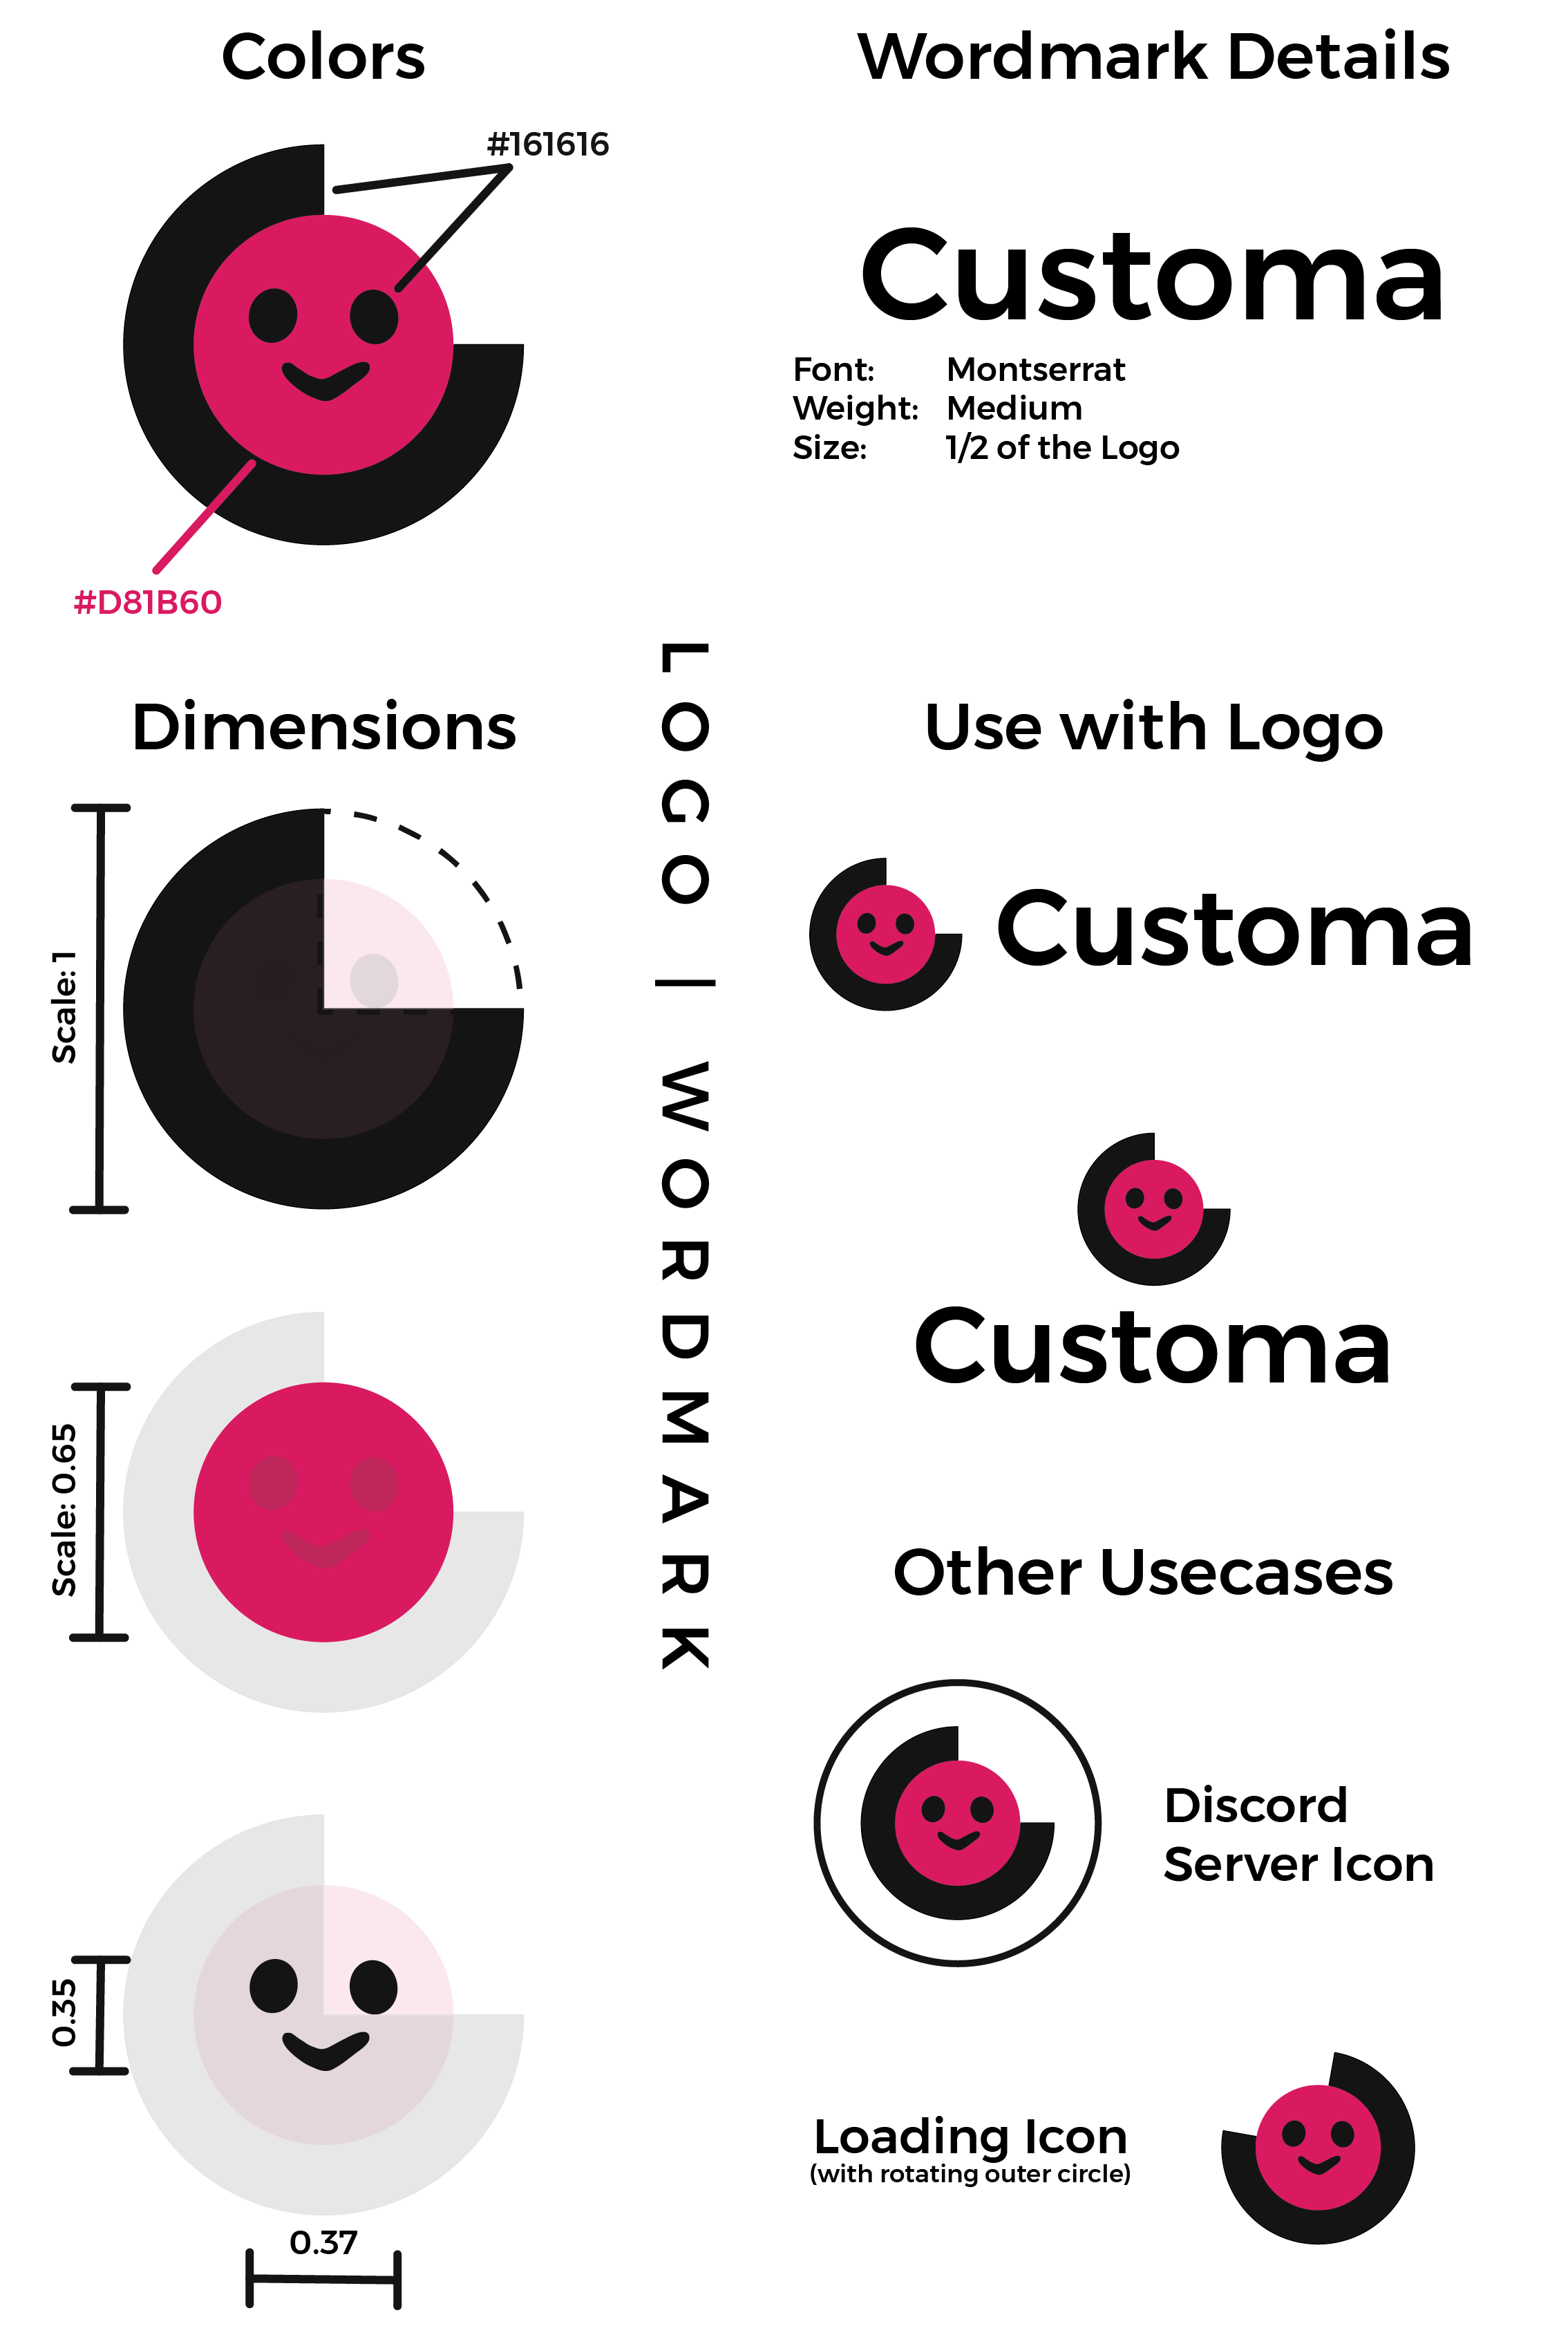 Colors
#161616
#D81B60
Dimensions
Scale: 1
Scale: 0.65
0.35
0.37
LOGO | WORDMARK
Wordmark Details
Customa
Font: Montserrat
Weight: Medium
Size: 1/2 of the Logo
Use with Logo
Customa
Customa
Other Usecases
Discord
Server Icon
Loading Icon
(with rotating outer circle)